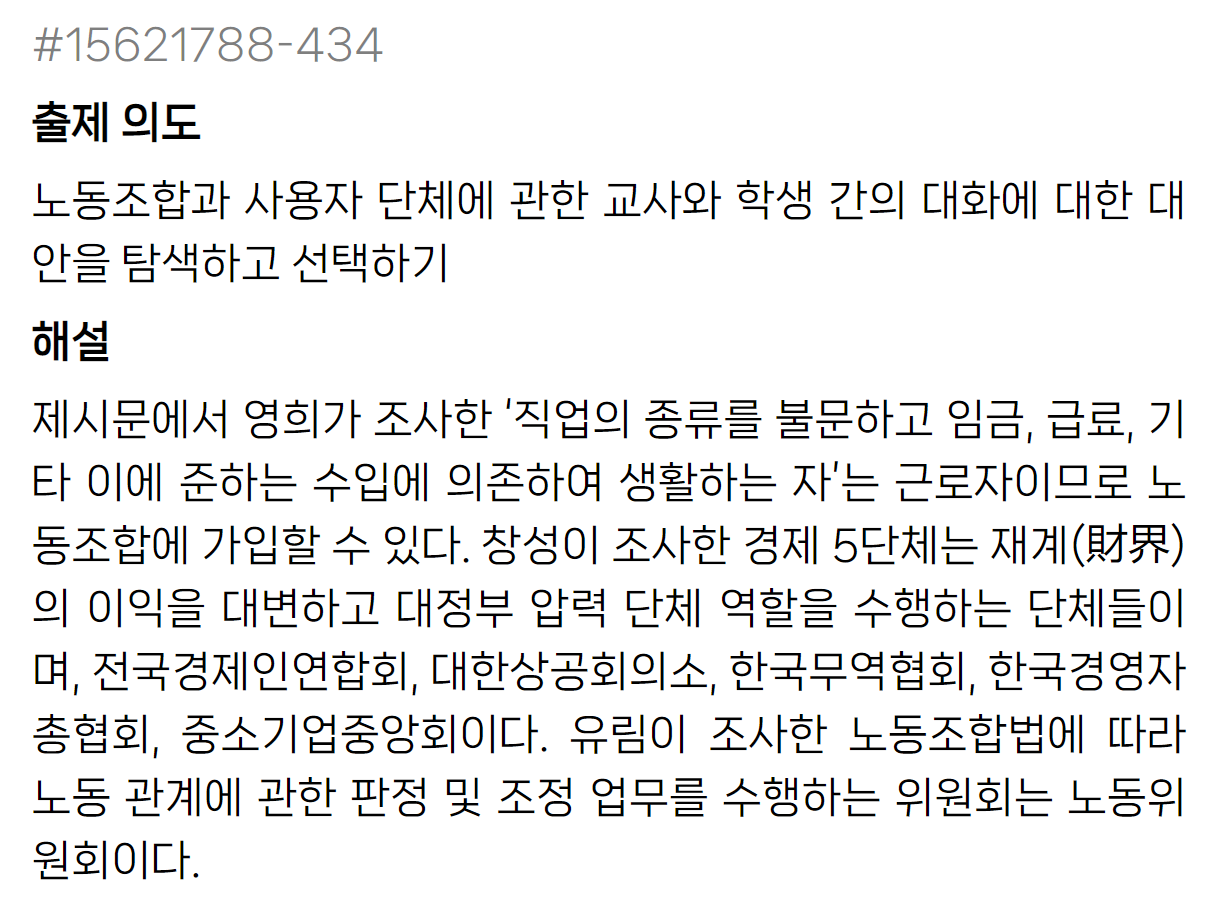 #15621788-434
출제 의도
노동조합과 사용자 단체에 관한 교사와 학생 간의 대화에 대한 대
안을 탐색하고 선택하기
해설
제시문에서 영희가 조사한 '직업의 종류를 불문하고 임금, 급료, 기
타 이에 준하는 수입에 의존하여 생활하는 자'는 근로자이므로 노
동조합에 가입할 수 있다. 창성이 조사한 경제 5단체는 재계(財界)
의 이익을 대변하고 대정부 압력 단체 역할을 수행하는 단체들이
며, 전국경제인연합회, 대한상공회의소, 한국무역협회, 한국경영자
총협회, 중소기업중앙회이다. 유림이 조사한 노동조합법에 따라
노동 관계에 관한 판정 및 조정 업무를 수행하는 위원회는 노동위
원회이다.